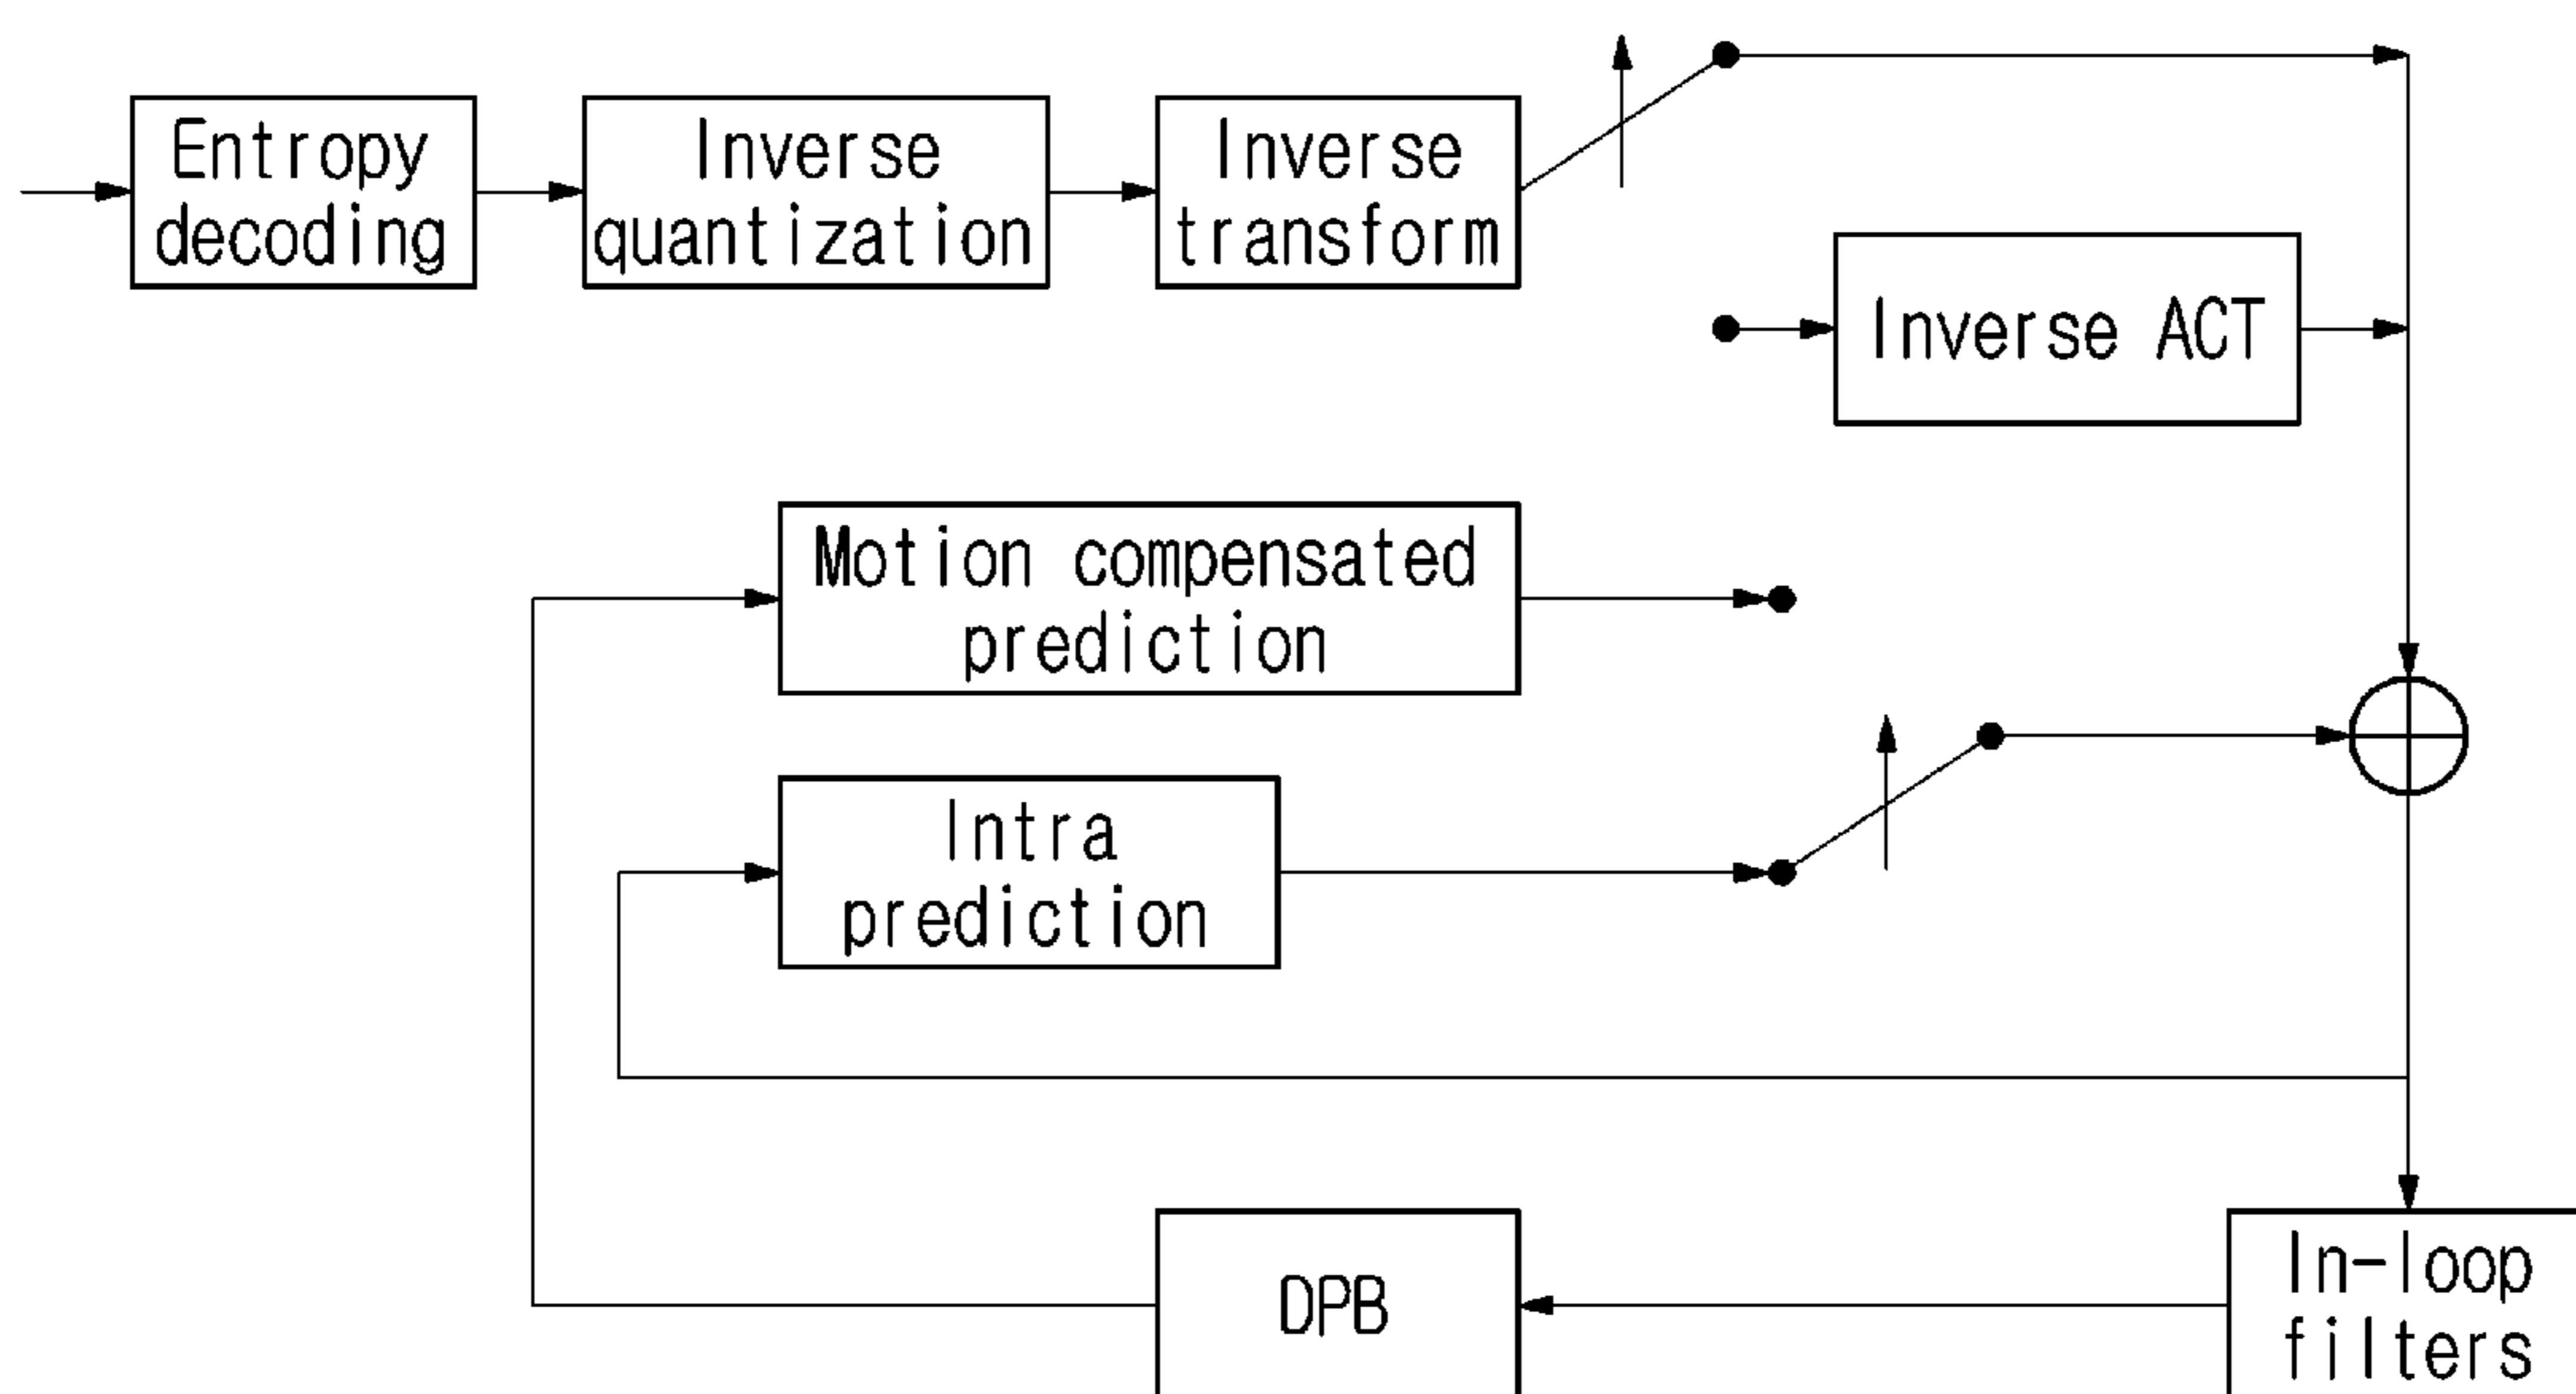 Entropy
decoding
Inverse
quantization
Inverse
transform
Inverse ACT
Motion compensated
prediction
Intra
prediction
DPB
In-loop
filters